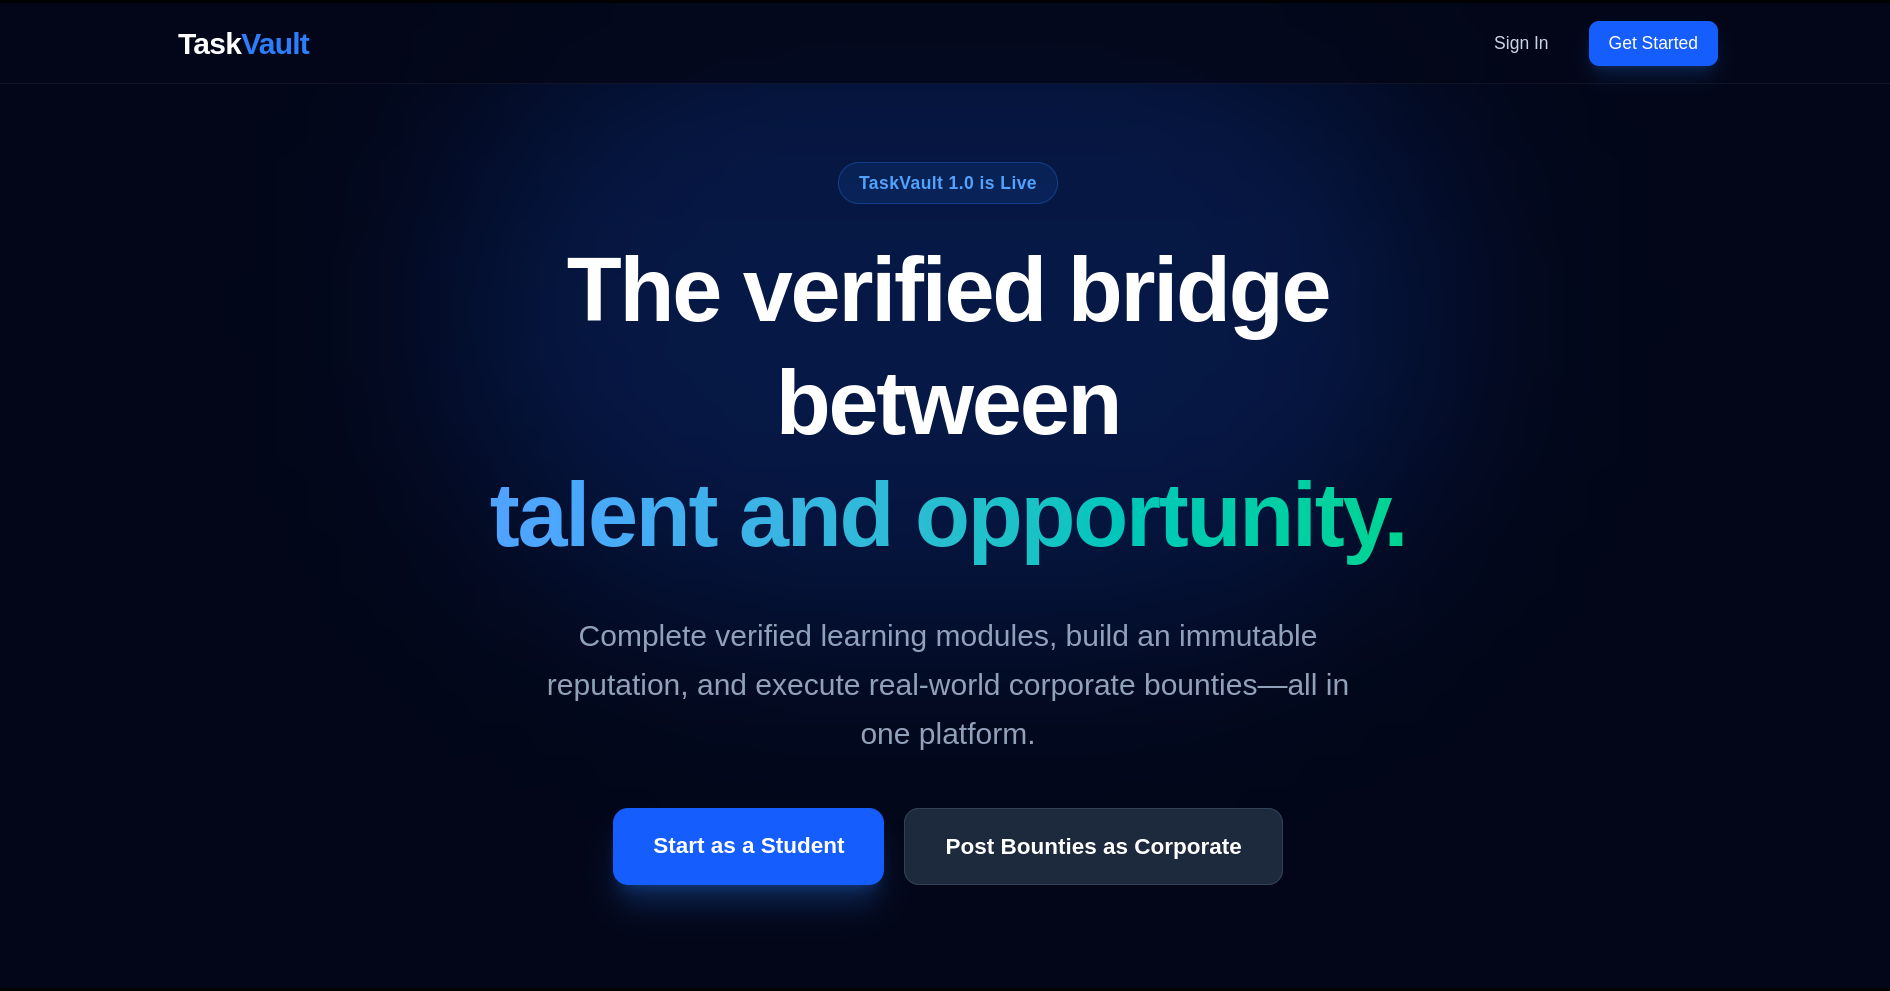 TaskVault
Sign In
Get Started
TaskVault 1.0 is Live
The verified bridge
between
talent and opportunity.
Complete verified learning modules, build an immutable
reputation, and execute real-world corporate bounties—all in
one platform.
Start as a Student
Post Bounties as Corporate